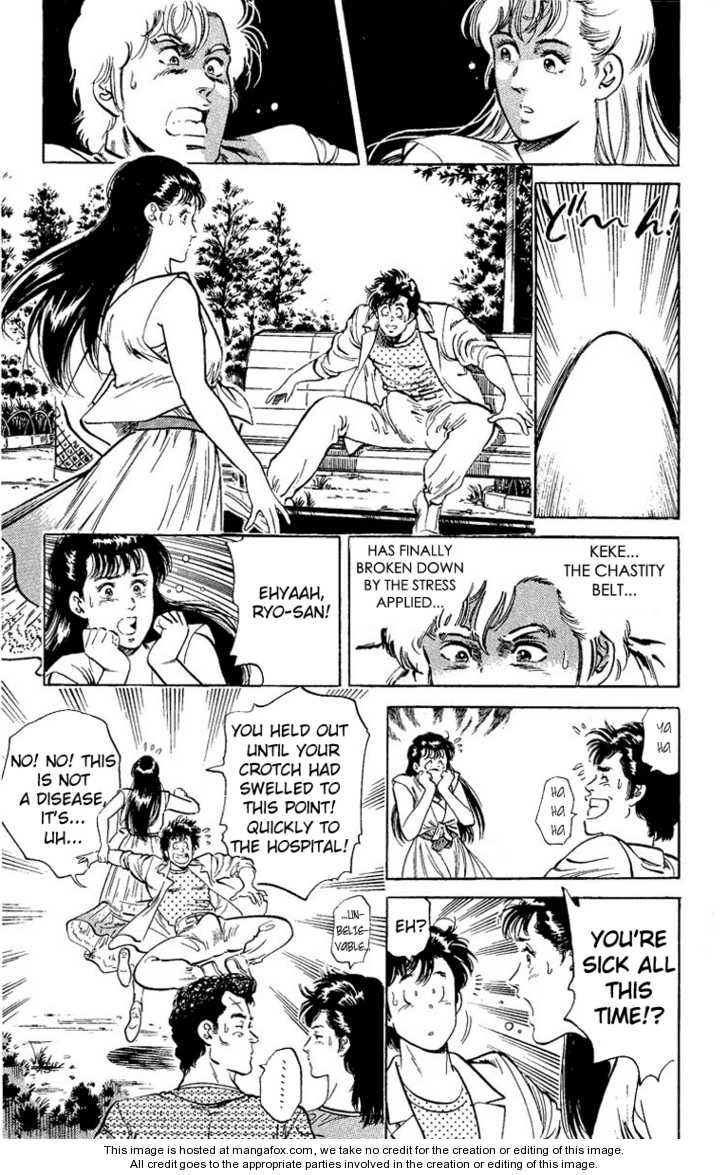 ど〜ん!
KEKE...
THE CHASTITY
BELT...
HAS FINALLY
BROKEN DOWN
BY THE STRESS
APPLIED...
EHYAAH,
RYO-SAN!
YA
HA
HA
HA
HA
YOU HELD OUT
UNTIL YOUR
CROTCH HAD
SWELLED TO
THIS POINT!
QUICKLY TO
THE HOSPITAL!
NO! NO! THIS
IS NOT
A DISEASE,
IT'S...
UH...
...UN-
BELIE
VABLE...
........
YOU'RE
SICK ALL
THIS
TIME!?
EH?
This image is hosted at mangafox.com, we take no credit for the creation or editing of this image.
All credit goes to the appropriate parties involved in the creation or editing of this image.